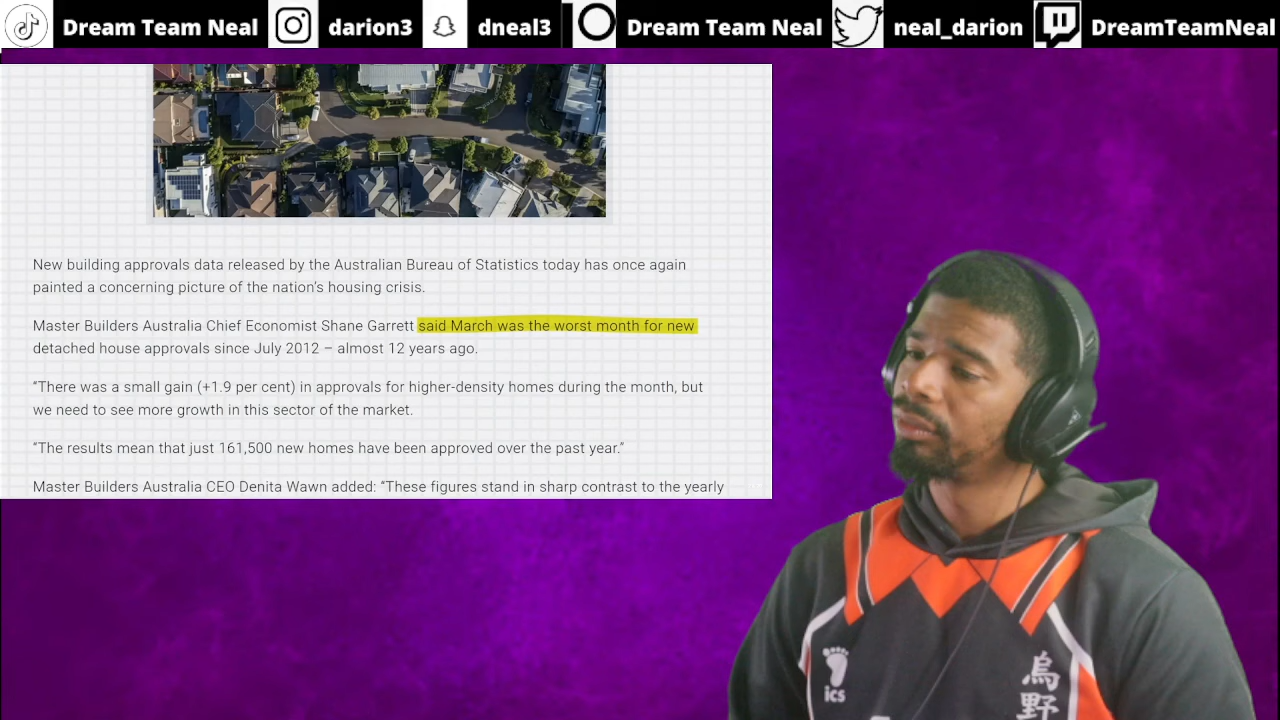 Dream Team Neal darion3 dneal3 Dream Team Neal neal_darion DreamTeamNeal
New building approvals data released by the Australian Bureau of Statistics today has once again
painted a concerning picture of the nation's housing crisis.
Master Builders Australia Chief Economist Shane Garrett said March was the worst month for new
detached house approvals since July 2012 – almost 12 years ago.
“There was a small gain (+1.9 per cent) in approvals for higher-density homes during the month, but
we need to see more growth in this sector of the market.
“The results mean that just 161,500 new homes have been approved over the past year.”
Master Builders Australia CEO Denita Wawn added: “These figures stand in sharp contrast to the yearly
ics
烏
野